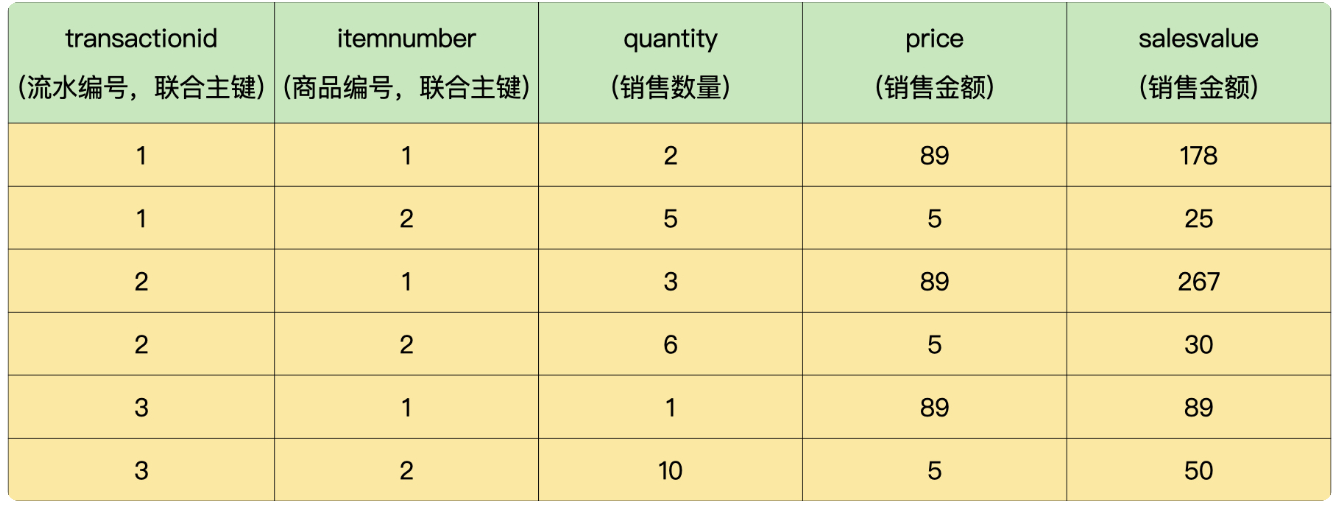 transactionid itemnumber quantity price salesvalue
(流水编号，联合主键) (商品编号，联合主键) (销售数量) (销售金额) (销售金额)
1 1 2 89 178
1 2 5 5 25
2 1 3 89 267
2 2 6 5 30
3 1 1 89 89
3 2 10 5 50